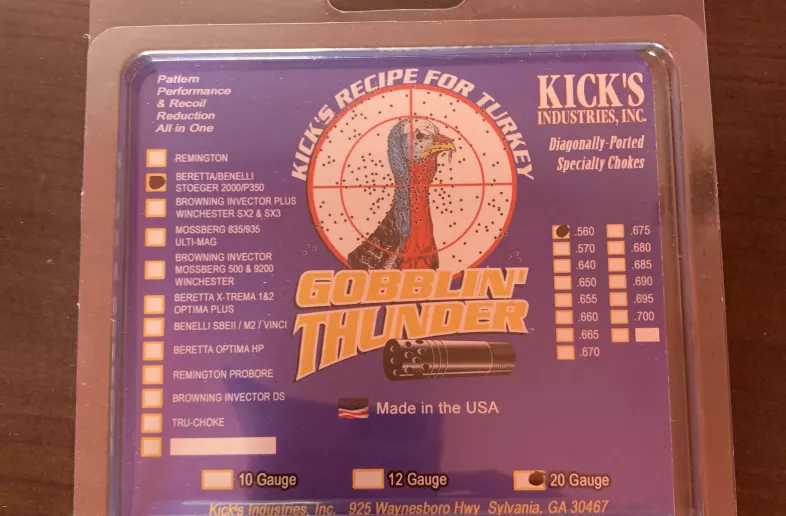 Pattern
Performance
& Recoil
Reduction
All in One
KICK'S RECIPE FOR TURKEY
KICK'S
INDUSTRIES, INC.
Diagonally-Ported
Specialty Chokes
REMINGTON
BERETTA/BENELLI
STOEGER 2000/P350
BROWNING INVECTOR PLUS
WINCHESTER SX2 & SX3
MOSSBERG 835/935
ULTI-MAG
BROWNING INVECTOR
MOSSBERG 500 & 9200
WINCHESTER
BERETTA X-TREMA 1&2
OPTIMA PLUS
BENELLI SBEII / M2 / VINCI
BERETTA OPTIMA HP
REMINGTON PROBORE
BROWNING INVECTOR DS
TRU-CHOKE
.560
.570
.640
.650
.655
.660
.665
.670
.675
.680
.685
.690
.695
.700
GOBBLIN'
THUNDER
Made in the USA
10 Gauge
12 Gauge
20 Gauge
Kick's Industries, Inc. 925 Waynesboro Hwy Sylvania, GA 30467